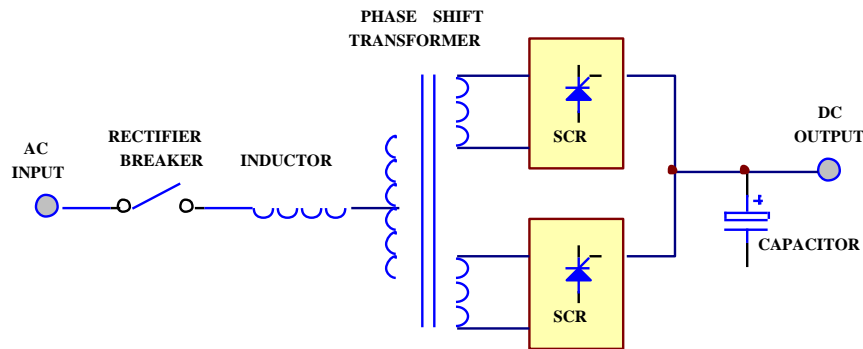 PHASE SHIFT
TRANSFORMER
AC
INPUT
RECTIFIER
BREAKER
INDUCTOR
SCR
SCR
DC
OUTPUT
+
CAPACITOR